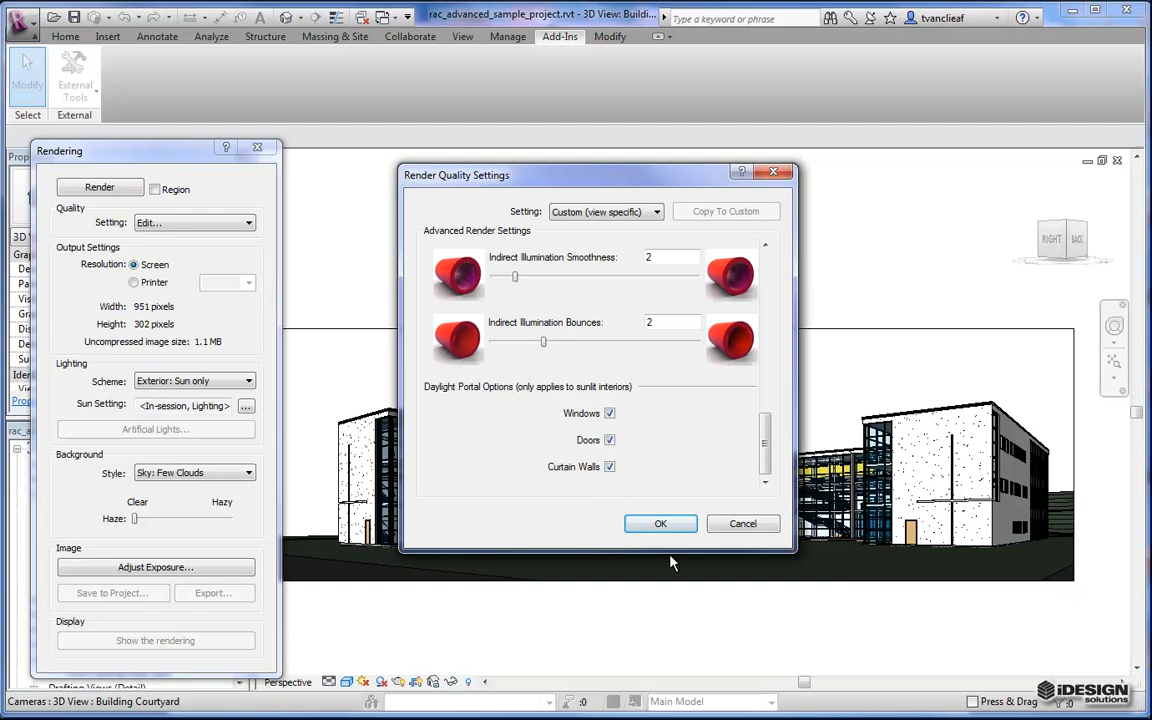 rac_advanced_sample_project.rvt - 3D View: Buildin...
Type a keyword or phrase
tvanclieaf
Home Insert Annotate Analyze Structure Massing & Site Collaborate View Manage Add-Ins Modify
Modify
External Tools
Select External
Rendering
Render
Region
Quality
Setting: Edit...
Output Settings
Resolution: Screen
Printer
Width: 951 pixels
Height: 302 pixels
Uncompressed image size: 1.1 MB
Lighting
Scheme: Exterior: Sun only
Sun Setting: <In-session, Lighting> ...
Artificial Lights...
Background
Style: Sky: Few Clouds
Clear Hazy
Haze:
Image
Adjust Exposure...
Save to Project... Export...
Display
Show the rendering
Render Quality Settings
Setting: Custom (view specific) Copy To Custom
Advanced Render Settings
Indirect Illumination Smoothness: 2
Indirect Illumination Bounces: 2
Daylight Portal Options (only applies to sunlit interiors)
Windows
Doors
Curtain Walls
OK Cancel
RIGHT BACK
Drafting Views (Detail)
Perspective
Cameras : 3D View : Building Courtyard
:0
Main Model
Press & Drag
:0
iDESIGN
solutions